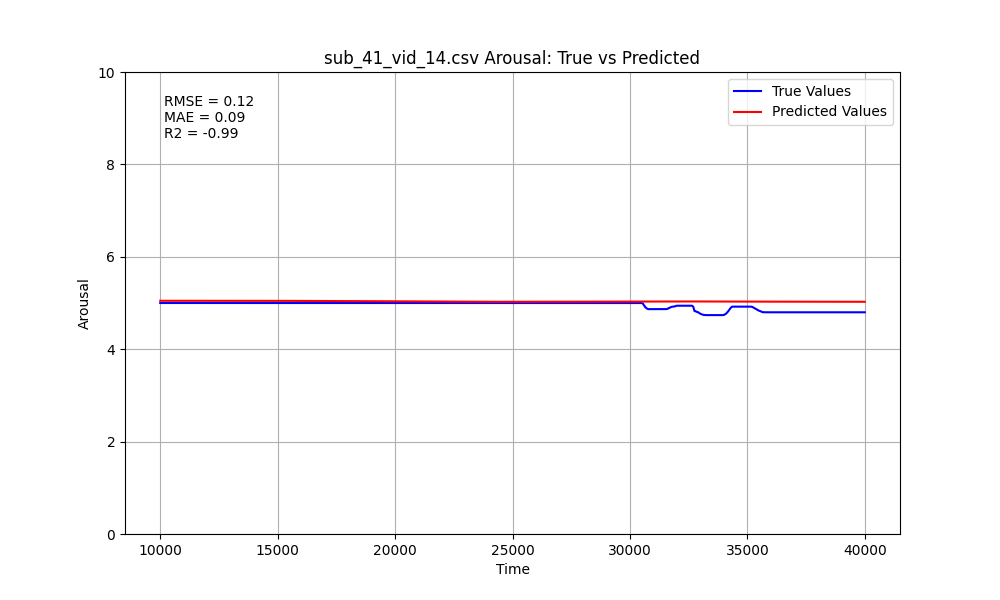 sub_41_vid_14.csv Arousal: True vs Predicted
RMSE = 0.12
MAE = 0.09
R2 = -0.99
True Values
Predicted Values
Arousal
10
8
6
4
2
0
10000
15000
20000
25000
30000
35000
40000
Time